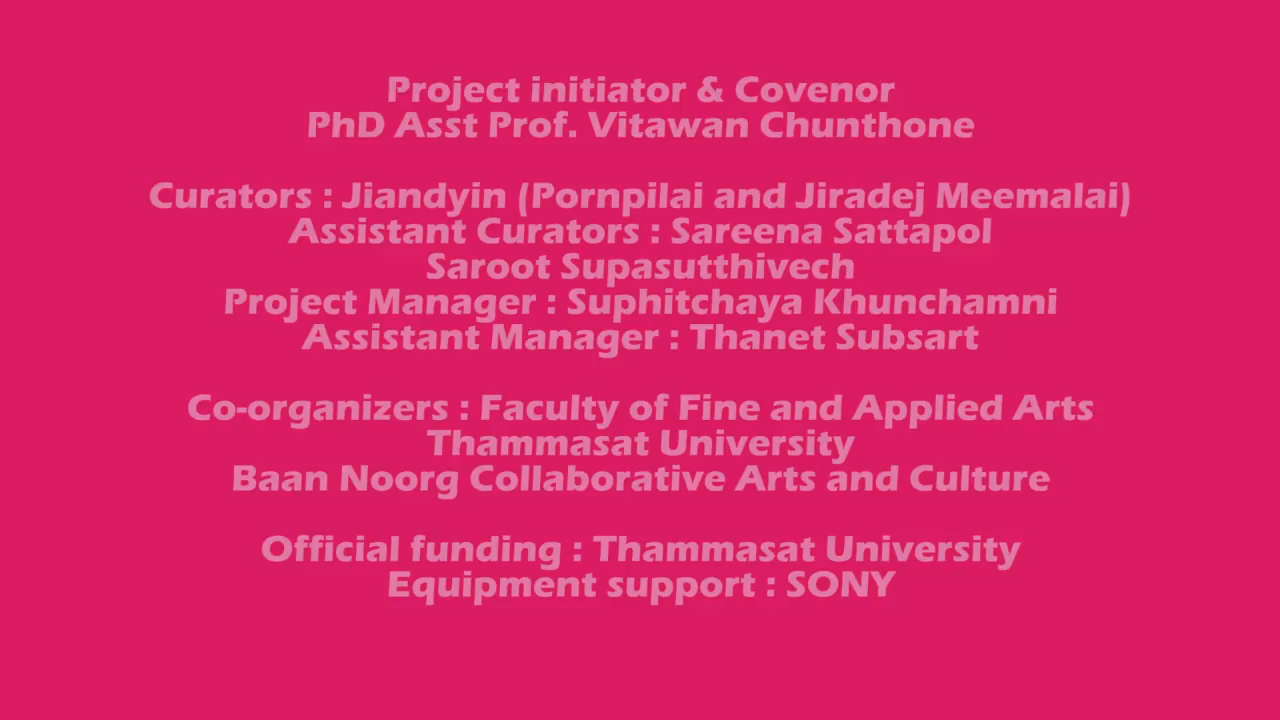 Project initiator & Covenor
PhD Asst Prof. Vitawan Chunthone
Curators : Jiandyin (Pornpilai and Jiradej Meemalai)
Assistant Curators : Sareena Sattapol
Saroot Supasutthivech
Project Manager : Suphitchaya Khunchamni
Assistant Manager : Thanet Subsart
Co-organizers : Faculty of Fine and Applied Arts
Thammasat University
Baan Noorg Collaborative Arts and Culture
Official funding : Thammasat University
Equipment support : SONY